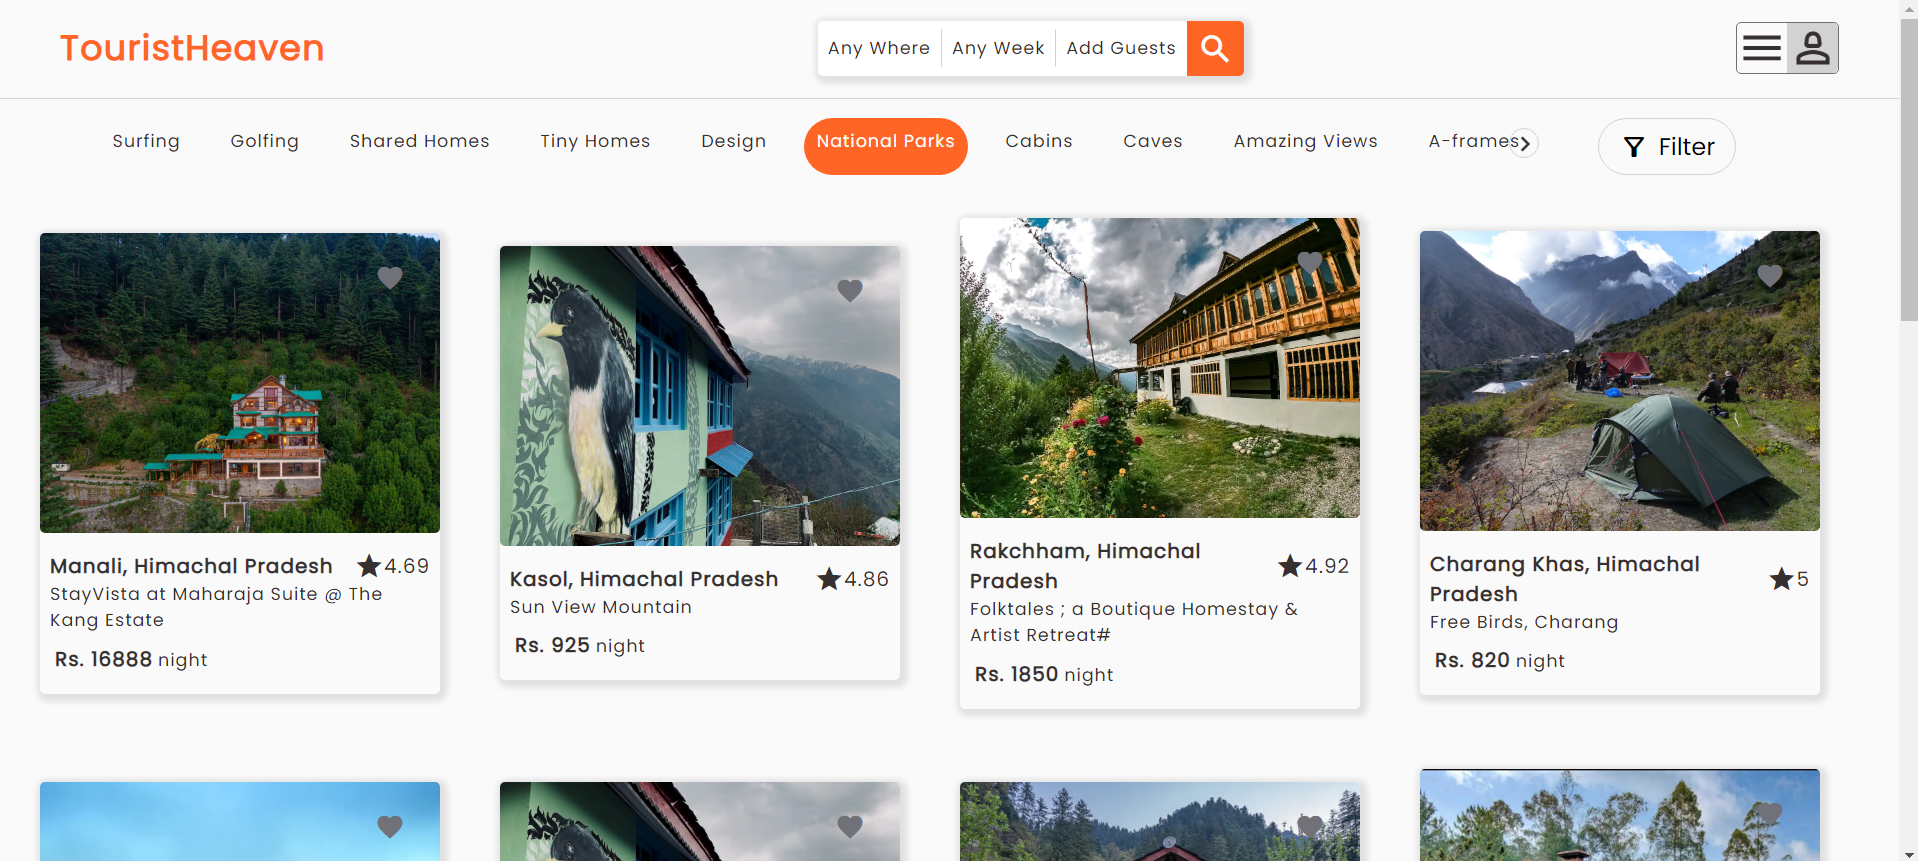 TouristHeaven
Any Where
Any Week
Add Guests
Surfing
Golfing
Shared Homes
Tiny Homes
Design
National Parks
Cabins
Caves
Amazing Views
A-frames
Filter
Manali, Himachal Pradesh
4.69
StayVista at Maharaja Suite @ The
Kang Estate
Rs. 16888 night
Kasol, Himachal Pradesh
4.86
Sun View Mountain
Rs. 925 night
Rakchham, Himachal
Pradesh
4.92
Folktales ; a Boutique Homestay &
Artist Retreat#
Rs. 1850 night
Charang Khas, Himachal
Pradesh
5
Free Birds, Charang
Rs. 820 night